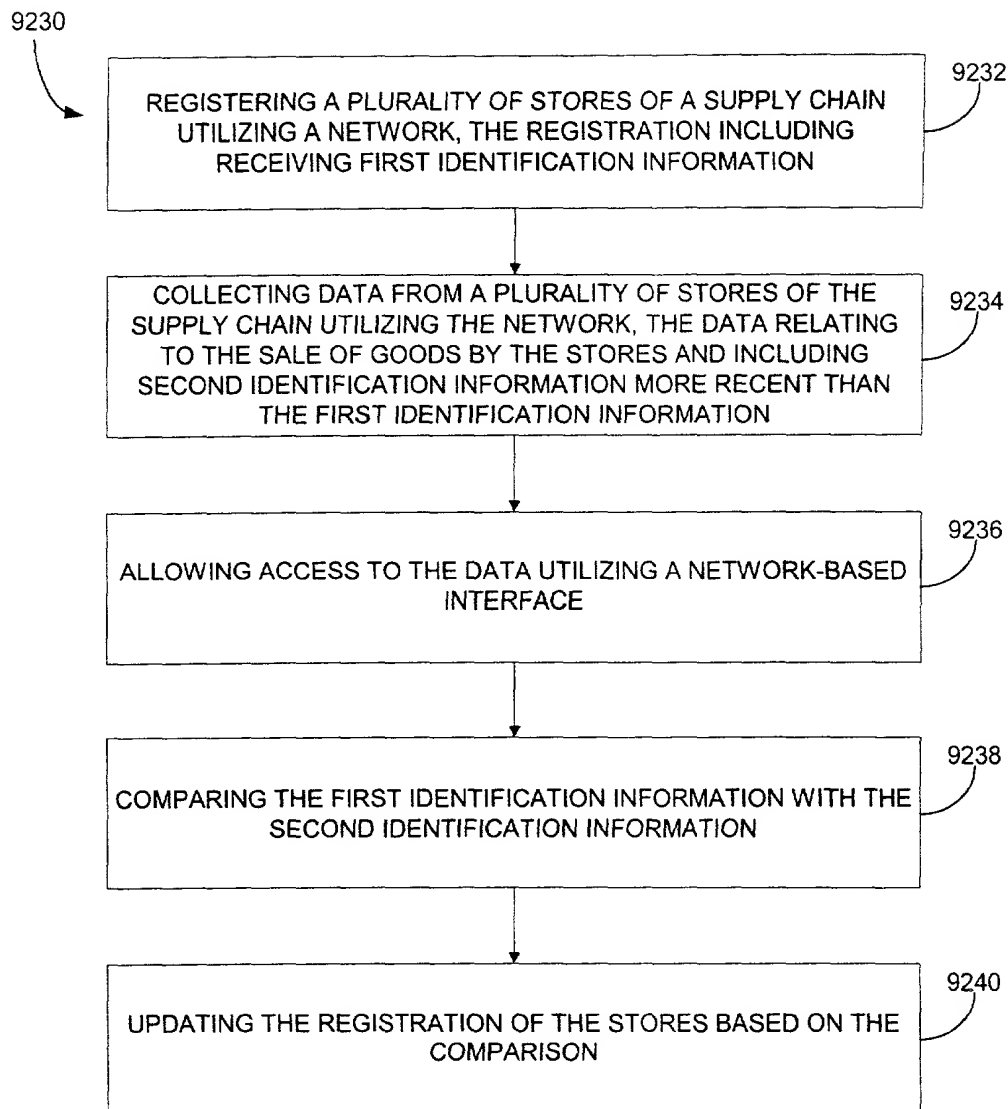 9230
9232
REGISTERING A PLURALITY OF STORES OF A SUPPLY CHAIN
UTILIZING A NETWORK, THE REGISTRATION INCLUDING
RECEIVING FIRST IDENTIFICATION INFORMATION
9234
COLLECTING DATA FROM A PLURALITY OF STORES OF THE
SUPPLY CHAIN UTILIZING THE NETWORK, THE DATA RELATING
TO THE SALE OF GOODS BY THE STORES AND INCLUDING
SECOND IDENTIFICATION INFORMATION MORE RECENT THAN
THE FIRST IDENTIFICATION INFORMATION
9236
ALLOWING ACCESS TO THE DATA UTILIZING A NETWORK-BASED
INTERFACE
9238
COMPARING THE FIRST IDENTIFICATION INFORMATION WITH THE
SECOND IDENTIFICATION INFORMATION
9240
UPDATING THE REGISTRATION OF THE STORES BASED ON THE
COMPARISON